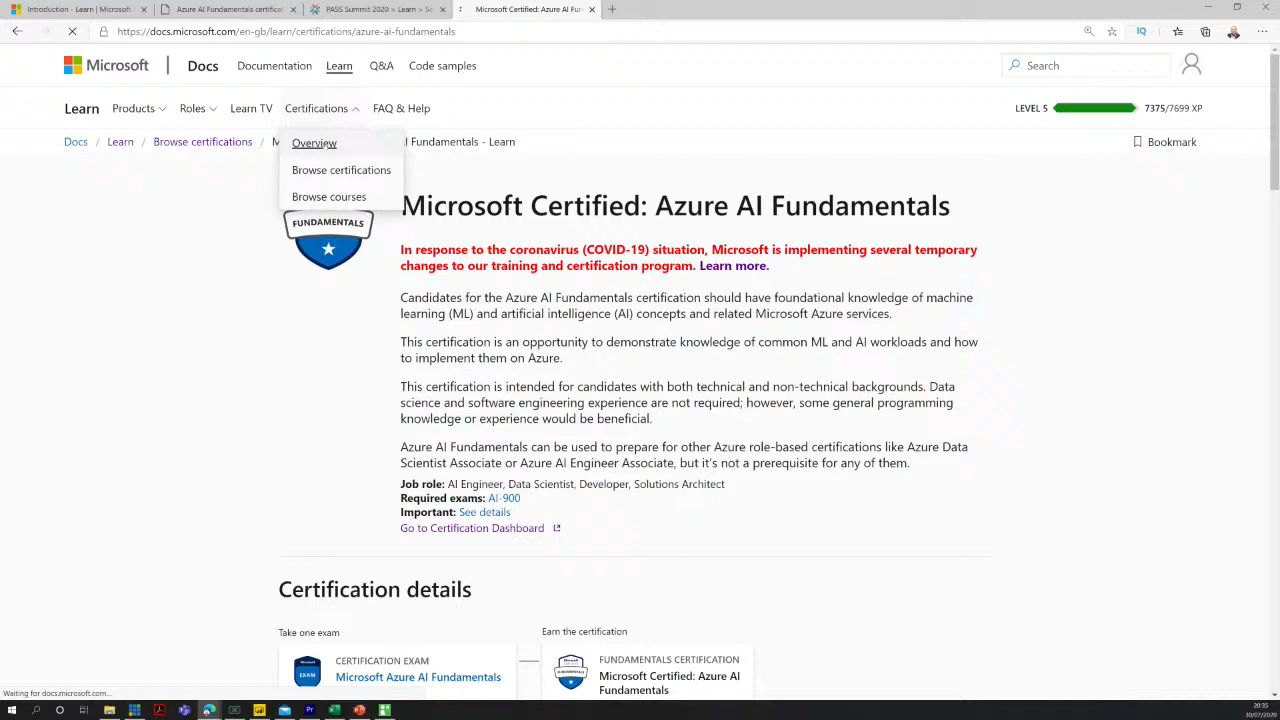 Introduction - Learn | Microsoft
Azure AI Fundamentals certificat
PASS Summit 2020 > Learn > Se
Microsoft Certified: Azure AI Fun
https://docs.microsoft.com/en-gb/learn/certifications/azure-ai-fundamentals
IQ
Microsoft | Docs Documentation Learn Q&A Code samples
Search
Learn Products Roles Learn TV Certifications FAQ & Help
LEVEL 5 7375/7699 XP
Docs / Learn / Browse certifications / M
l Fundamentals - Learn
Bookmark
Overview
Browse certifications
Browse courses
FUNDAMENTALS
Microsoft Certified: Azure AI Fundamentals
In response to the coronavirus (COVID-19) situation, Microsoft is implementing several temporary
changes to our training and certification program. Learn more.
Candidates for the Azure AI Fundamentals certification should have foundational knowledge of machine
learning (ML) and artificial intelligence (AI) concepts and related Microsoft Azure services.
This certification is an opportunity to demonstrate knowledge of common ML and AI workloads and how
to implement them on Azure.
This certification is intended for candidates with both technical and non-technical backgrounds. Data
science and software engineering experience are not required; however, some general programming
knowledge or experience would be beneficial.
Azure AI Fundamentals can be used to prepare for other Azure role-based certifications like Azure Data
Scientist Associate or Azure AI Engineer Associate, but it's not a prerequisite for any of them.
Job role: AI Engineer, Data Scientist, Developer, Solutions Architect
Required exams: AI-900
Important: See details
Go to Certification Dashboard
Certification details
Take one exam
Earn the certification
EXAM
CERTIFICATION EXAM
Microsoft Azure AI Fundamentals
FUNDAMENTALS CERTIFICATION
Microsoft Certified: Azure AI
Fundamentals
Waiting for docs.microsoft.com...
20:35
30/07/2020